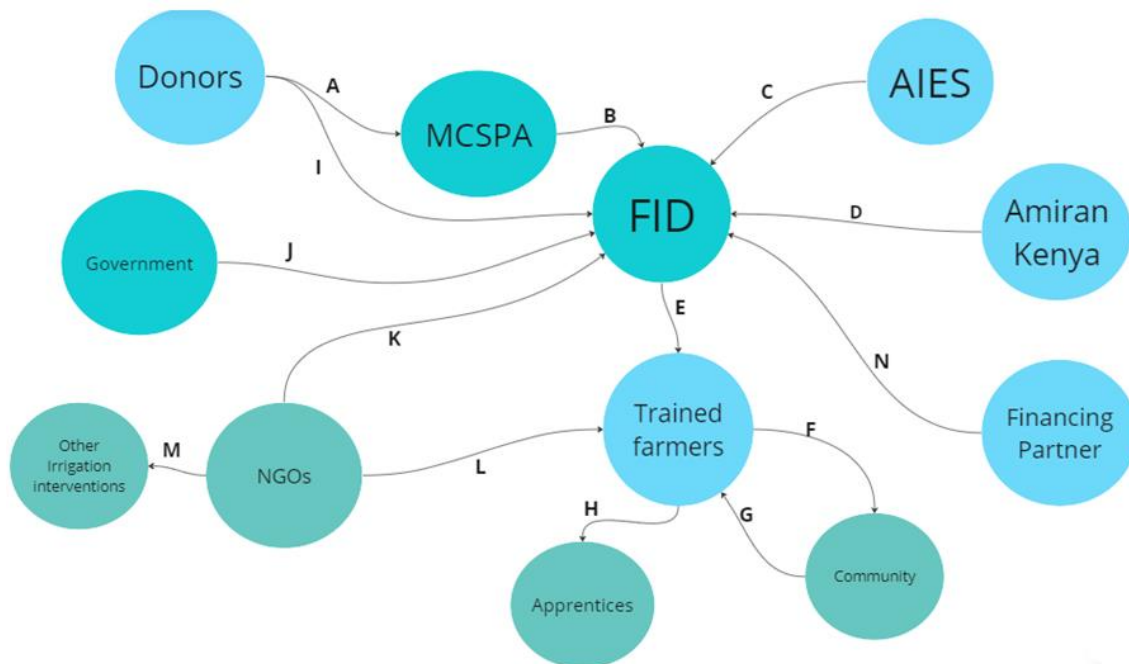 Donors
A
MCSPA
B
C
AIES
I
FID
D
Amiran
Kenya
Government
J
K
E
N
Other
Irrigation
interventions
M
NGOs
L
Trained
farmers
F
Financing
Partner
H
G
Apprentices
Community